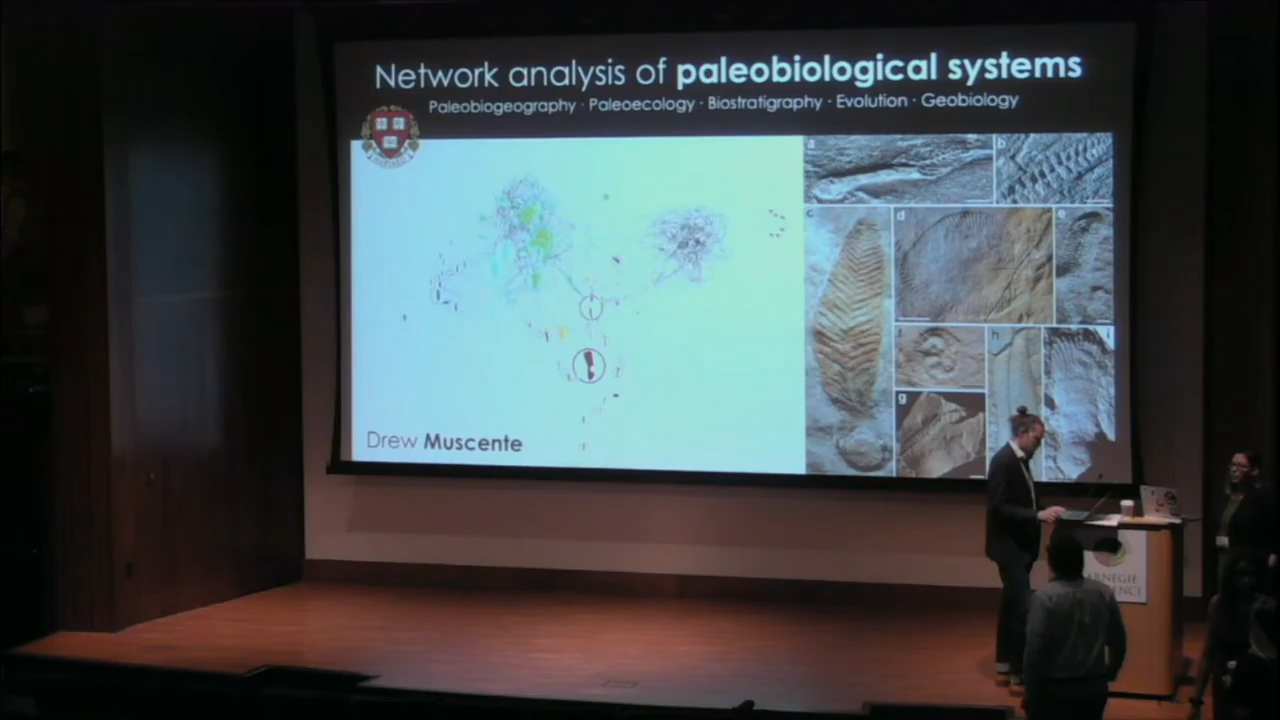 Network analysis of paleobiological systems
Paleobiogeography · Paleoecology · Biostratigraphy · Evolution · Geobiology
a
b
c
d
e
f
g
h
i
Drew Muscente